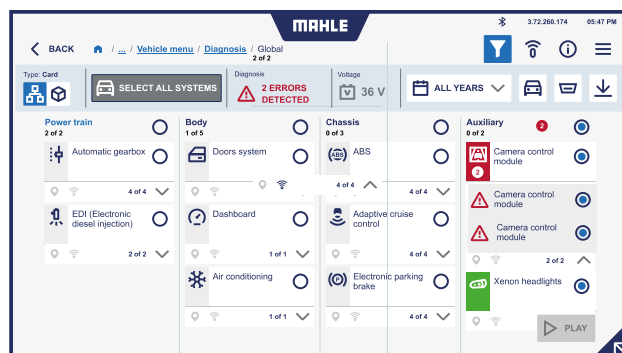 MAHLE
3.72.260.174 05:47 PM
BACK / ... / Vehicle menu / Diagnosis / Global
2 of 2
Type: Card
SELECT ALL SYSTEMS
Diagnosis
2 ERRORS
DETECTED
Voltage
36 V
ALL YEARS
Power train
2 of 2
Body
1 of 5
Chassis
0 of 3
Auxiliary
0 of 2
2
Automatic gearbox
Doors system
ABS
ABS
Camera control
module
2
4 of 4
4 of 4
4 of 4
Camera control
module
EDI (Electronic
diesel injection)
Dashboard
Adaptive cruise
control
Camera control
module
2 of 2
1 of 1
4 of 4
2 of 2
Air conditioning
(P)
Electronic parking
brake
Xenon headlights
1 of 1
4 of 4
PLAY